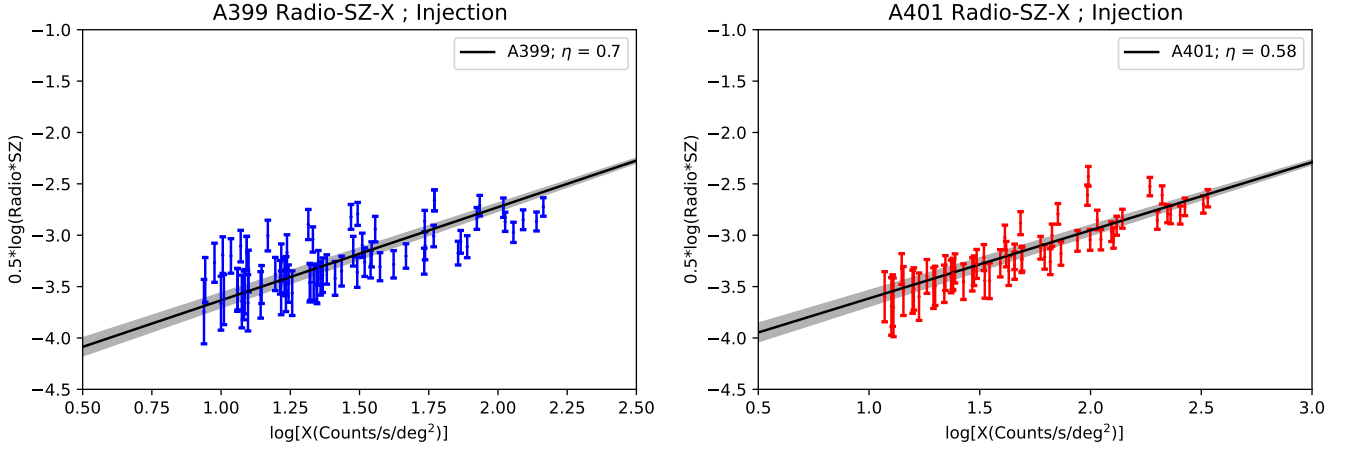 A399 Radio-SZ-X ; Injection
A399; η = 0.7
−1.0
−1.5
−2.0
−2.5
−3.0
−3.5
−4.0
−4.5
0.5*log(Radio*SZ)
0.50 0.75 1.00 1.25 1.50 1.75 2.00 2.25 2.50
log[X(Counts/s/deg²)]
A401 Radio-SZ-X ; Injection
A401; η = 0.58
−1.0
−1.5
−2.0
−2.5
−3.0
−3.5
−4.0
−4.5
0.5*log(Radio*SZ)
0.5 1.0 1.5 2.0 2.5 3.0
log[X(Counts/s/deg²)]